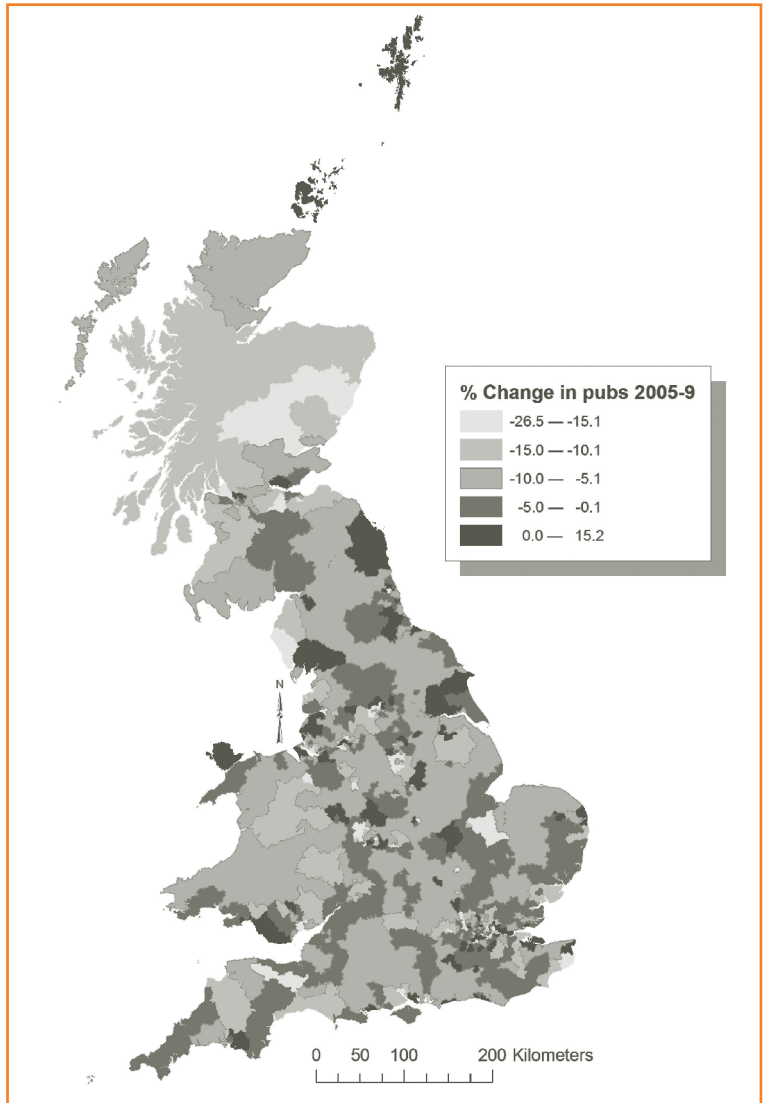 % Change in pubs 2005-9
-26.5 — -15.1
-15.0 — -10.1
-10.0 — -5.1
-5.0 — -0.1
0.0 — 15.2
N
0 50 100 200 Kilometers